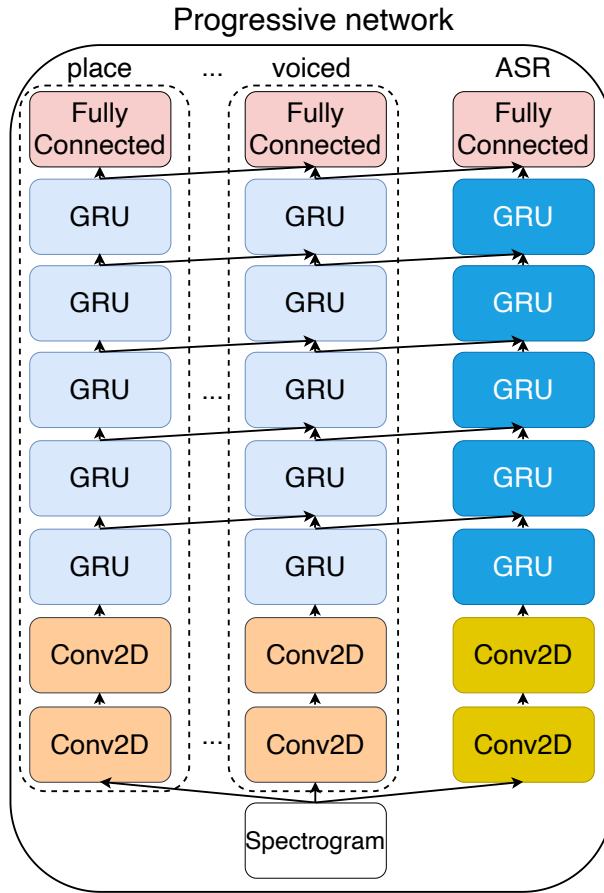 Progressive network
place ... voiced ASR
Fully Connected Fully Connected Fully Connected
GRU GRU GRU
GRU GRU GRU
GRU ... GRU GRU
GRU GRU GRU
GRU GRU GRU
Conv2D Conv2D Conv2D
Conv2D ... Conv2D Conv2D
Spectrogram